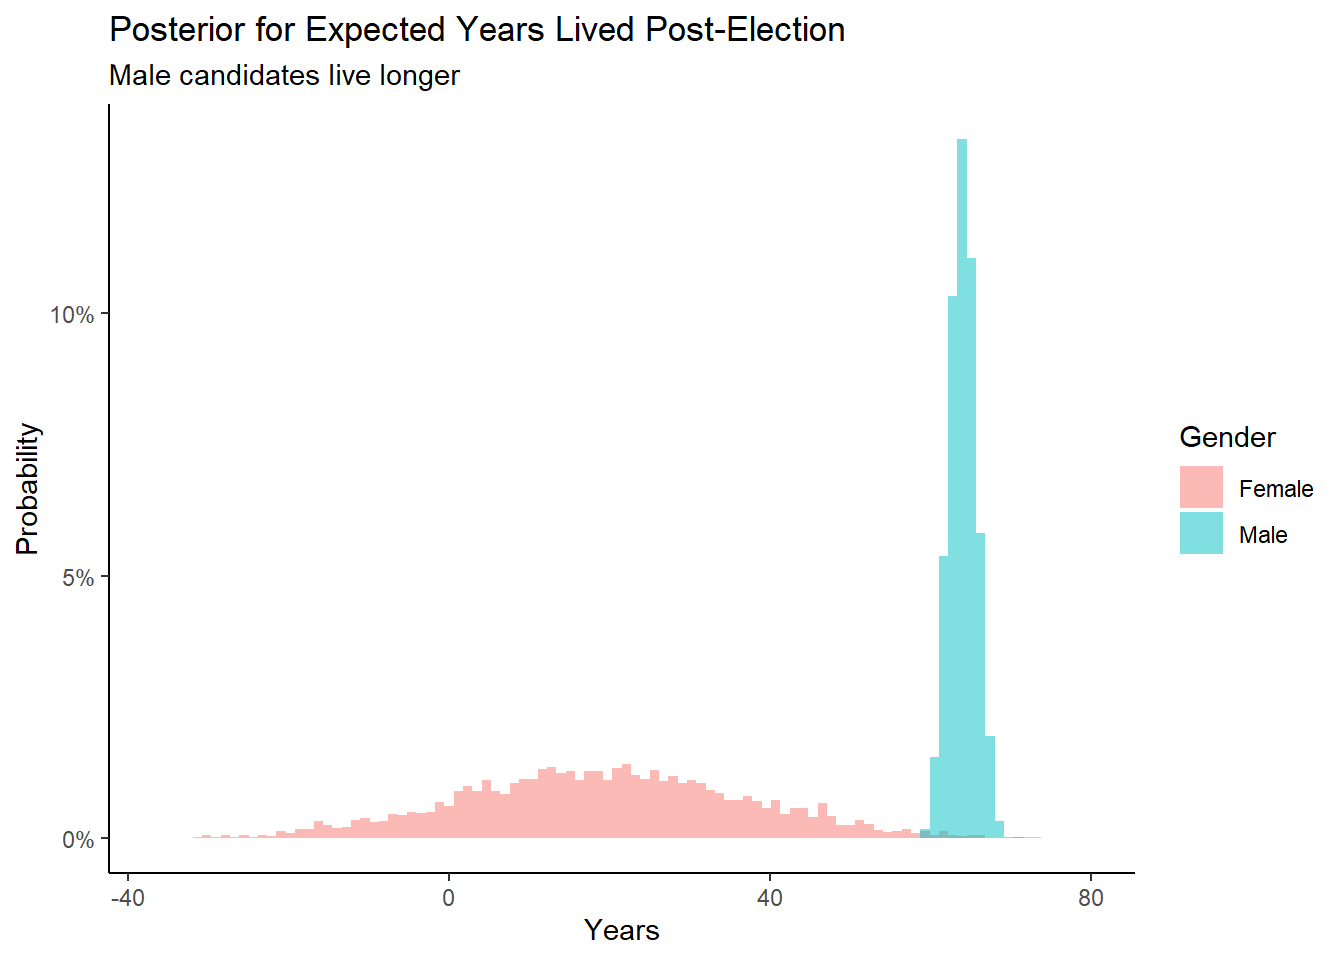 Posterior for Expected Years Lived Post-Election
Male candidates live longer
10%
5%
0%
Probability
-40
0
40
80
Years
Gender
Female
Male